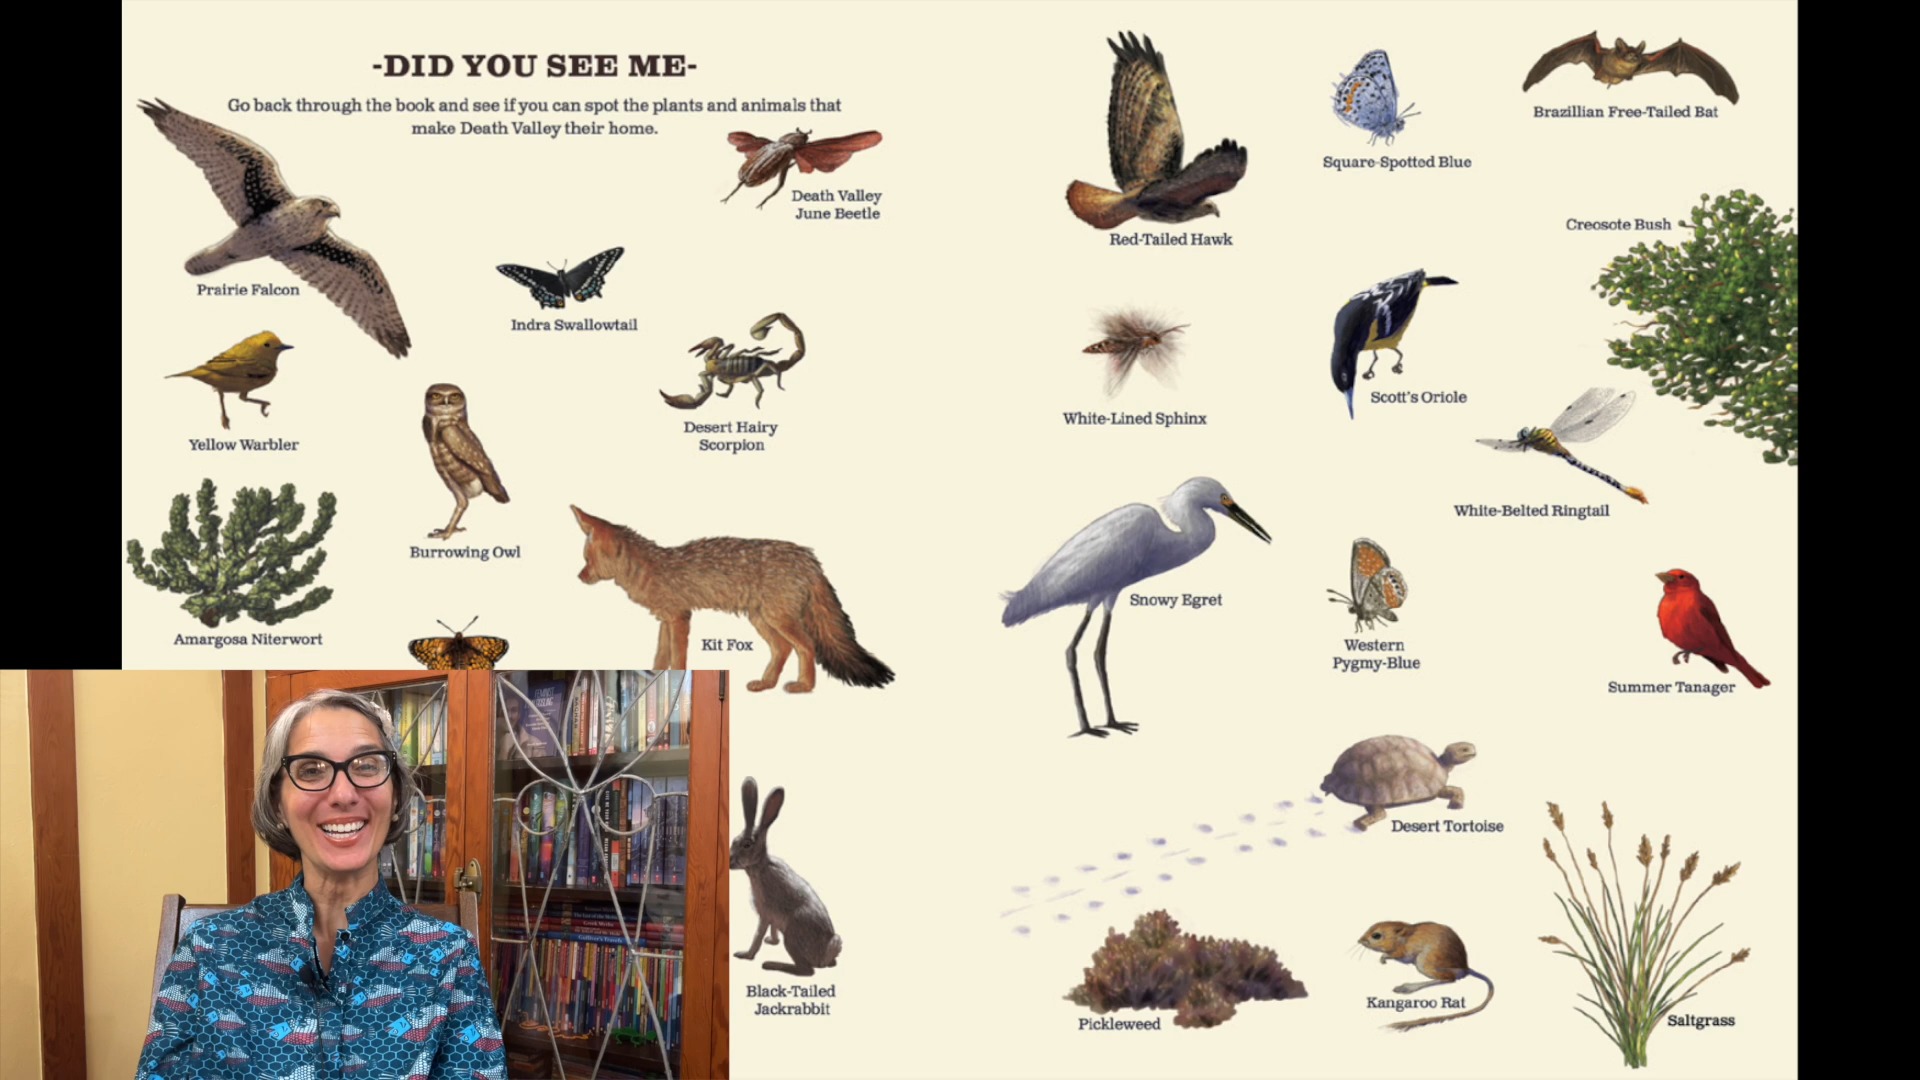 -DID YOU SEE ME-
Go back through the book and see if you can spot the plants and animals that
make Death Valley their home.
Death Valley
June Beetle
Prairie Falcon
Indra Swallowtail
Yellow Warbler
Desert Hairy
Scorpion
Burrowing Owl
Amargosa Niterwort
Kit Fox
Black-Tailed
Jackrabbit
Red-Tailed Hawk
Square-Spotted Blue
Brazillian Free-Tailed Bat
Creosote Bush
White-Lined Sphinx
Scott's Oriole
White-Belted Ringtail
Snowy Egret
Western
Pygmy-Blue
Summer Tanager
Desert Tortoise
Pickleweed
Kangaroo Rat
Saltgrass
Gulliver's Travels